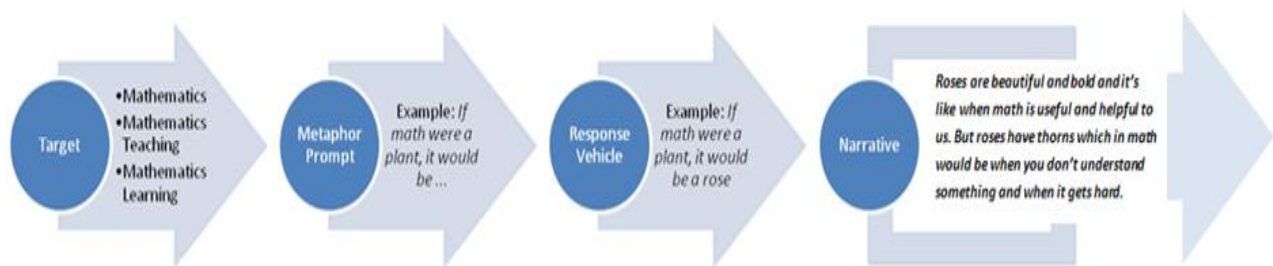 Target
•Mathematics
•Mathematics
Teaching
•Mathematics
Learning
Metaphor
Prompt
Example: If
math were a
plant, it would
be ...
Response
Vehicle
Example: If
math were a
plant, it would
be a rose
Narrative
Roses are beautiful and bold and it's
like when math is useful and helpful to
us. But roses have thorns which in math
would be when you don't understand
something and when it gets hard.